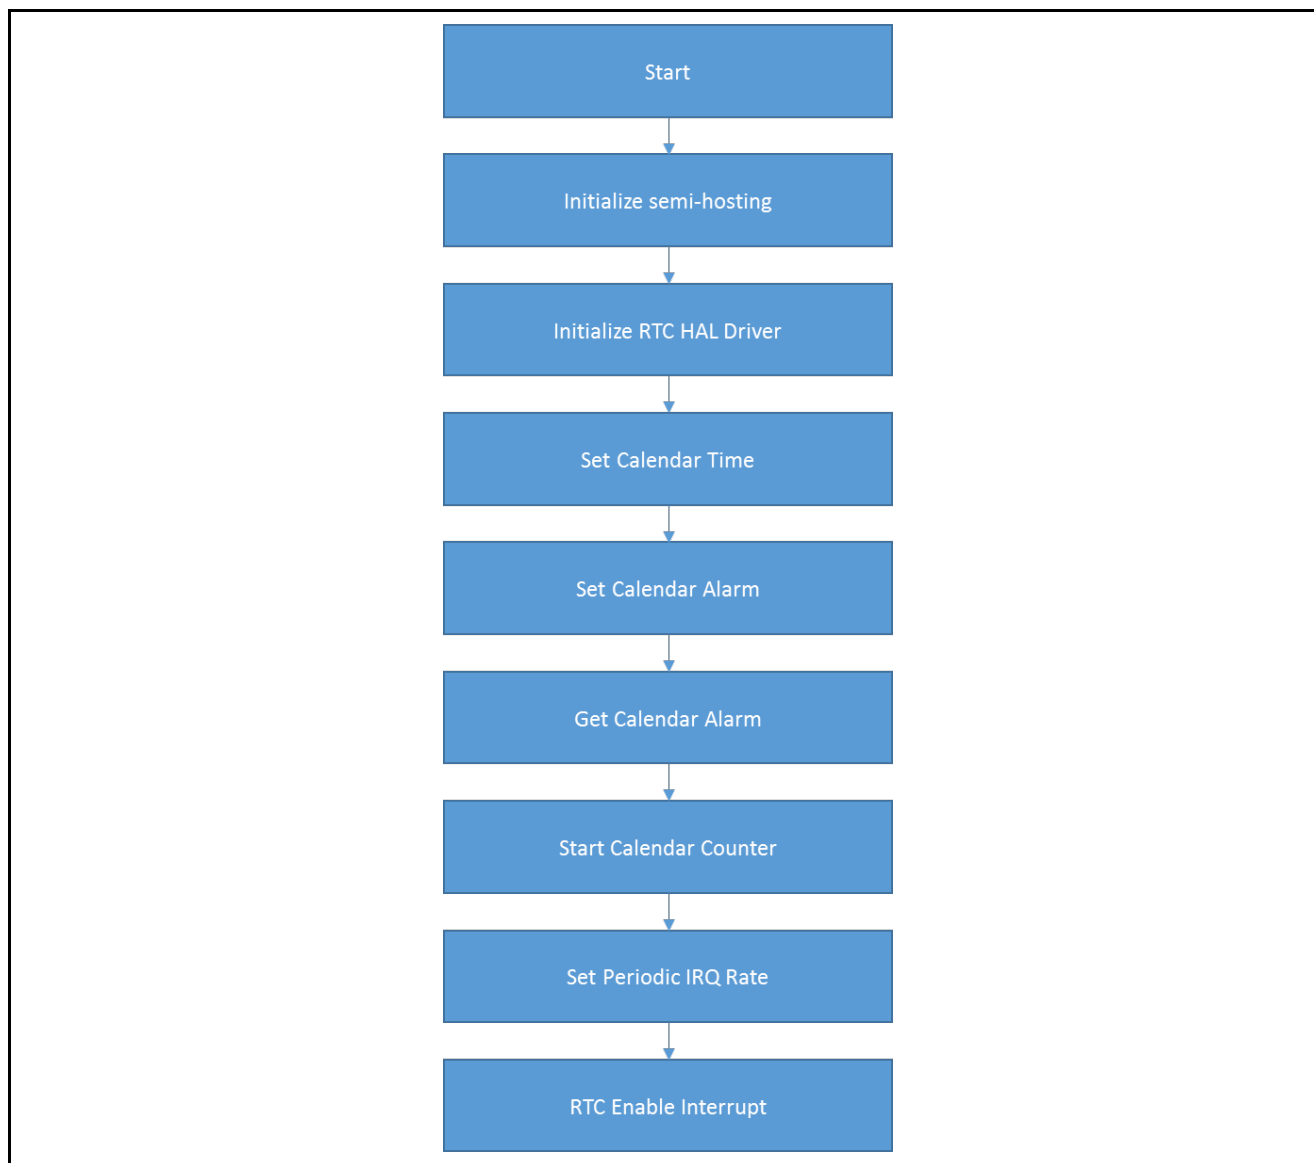 Start
Initialize semi-hosting
Initialize RTC HAL Driver
Set Calendar Time
Set Calendar Alarm
Get Calendar Alarm
Start Calendar Counter
Set Periodic IRQ Rate
RTC Enable Interrupt